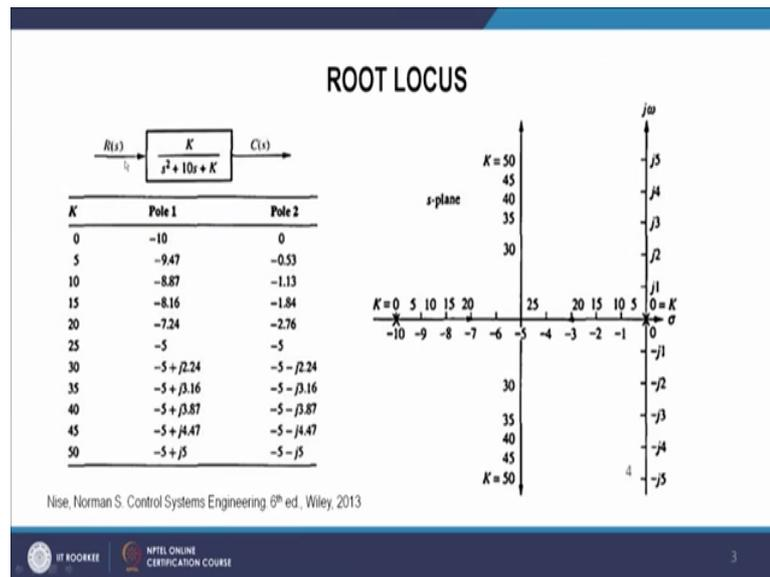 ROOT LOCUS
R(s)
K
s² + 10s + K
C(s)
K Pole 1 Pole 2
0 −10 0
5 −9.47 −0.53
10 −8.87 −1.13
15 −8.16 −1.84
20 −7.24 −2.76
25 −5 −5
30 −5 + j2.24 −5 − j2.24
35 −5 + j3.16 −5 − j3.16
40 −5 + j3.87 −5 − j3.87
45 −5 + j4.47 −5 − j4.47
50 −5 + j5 −5 − j5
jω
K = 50 j5
45
s-plane 40 j4
35 j3
30 j2
j1
K = 0 5 10 15 20 25 20 15 10 5 0 = K
σ
−10 −9 −8 −7 −6 −5 −4 −3 −2 −1 0
−j1
30 −j2
35 −j3
40
45 −j4
K = 50 4 −j5
Nise, Norman S. Control Systems Engineering. 6th ed., Wiley, 2013
IIT ROORKEE
NPTEL ONLINE
CERTIFICATION COURSE
3